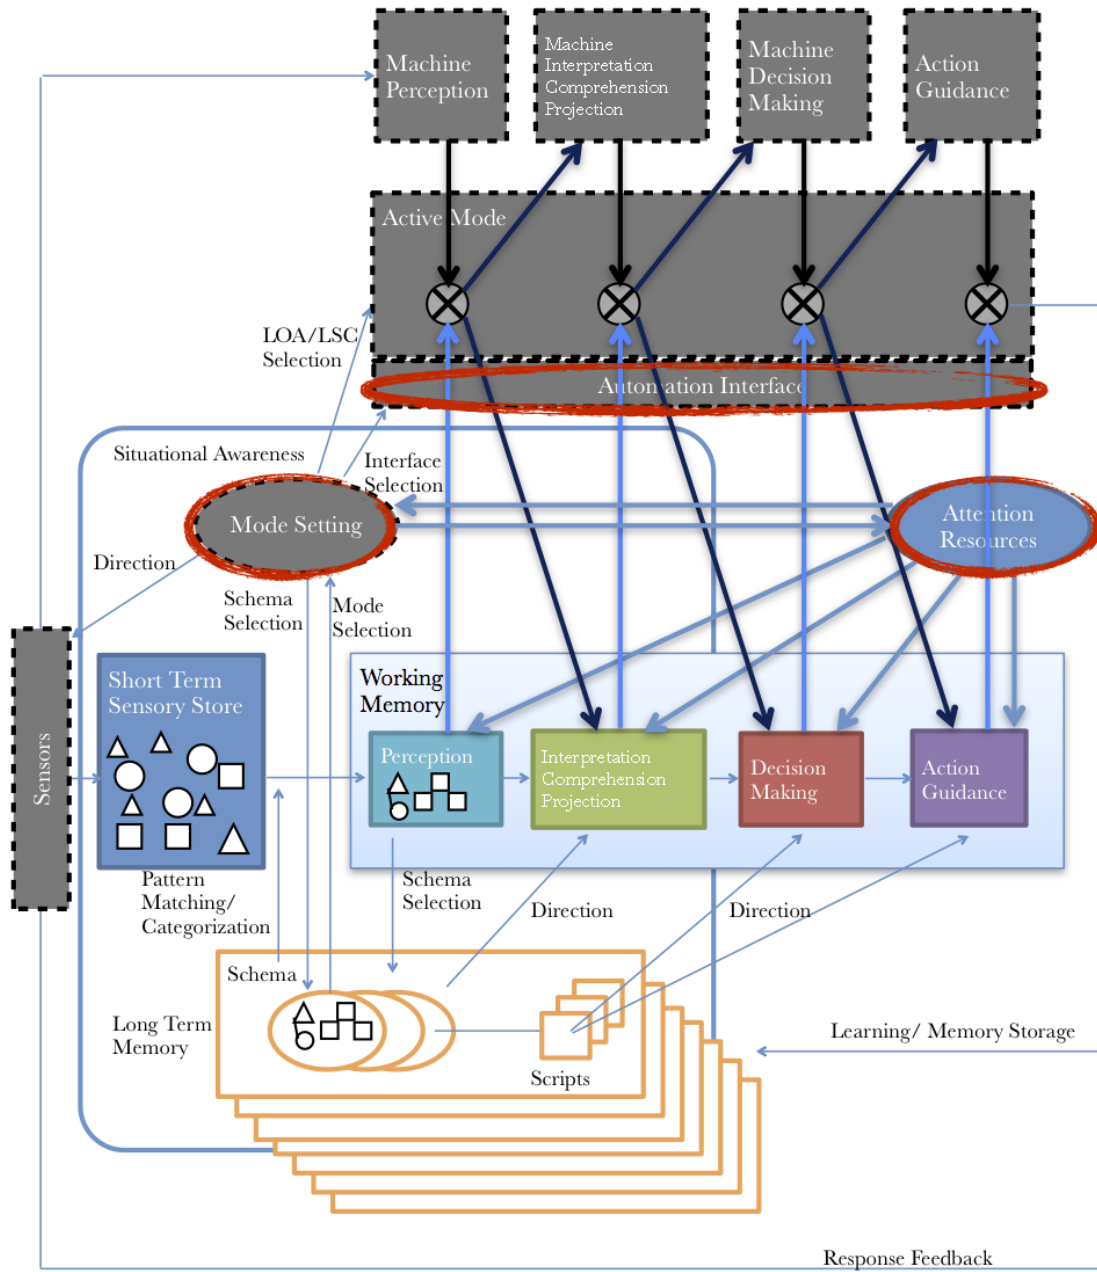 Machine
Perception
Machine
Interpretation
Comprehension
Projection
Machine
Decision
Making
Action
Guidance
Active Mode
LOA/LSC
Selection
Automation Interface
Situational Awareness
Interface
Selection
Mode Setting
Attention
Resources
Direction
Schema
Selection
Mode
Selection
Sensors
Short Term
Sensory Store
Working
Memory
Perception
Interpretation
Comprehension
Projection
Decision
Making
Action
Guidance
Pattern
Matching/
Categorization
Schema
Selection
Direction
Direction
Schema
Long Term
Memory
Scripts
Learning/ Memory Storage
Response Feedback